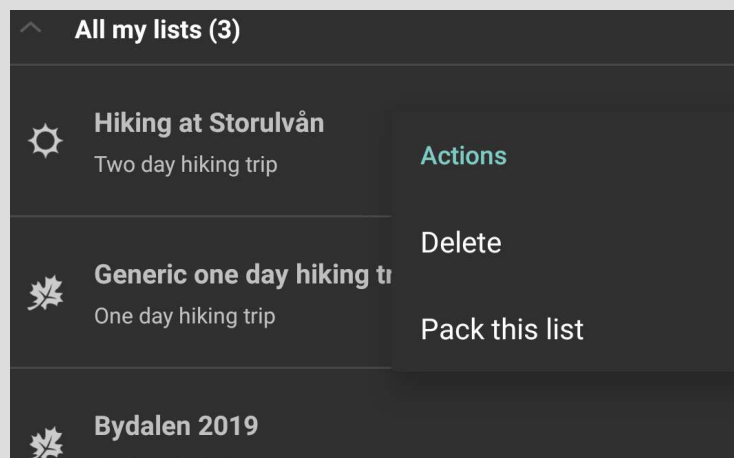 All my lists (3)
Hiking at Storulvån
Two day hiking trip
Generic one day hiking
One day hiking trip
Bydalen 2019
Actions
Delete
Pack this list